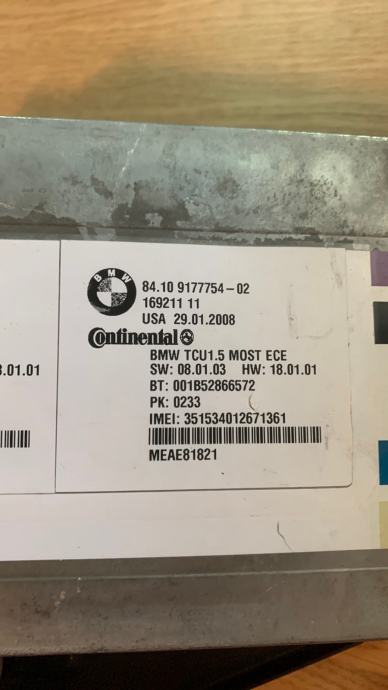 BMW
84.10 9177754-02
169211 11
USA 29.01.2008
Continental
BMW TCU1.5 MOST ECE
SW: 08.01.03 HW: 18.01.01
.01.01
BT: 001B52866572
PK: 0233
IMEI: 351534012671361
MEAE81821